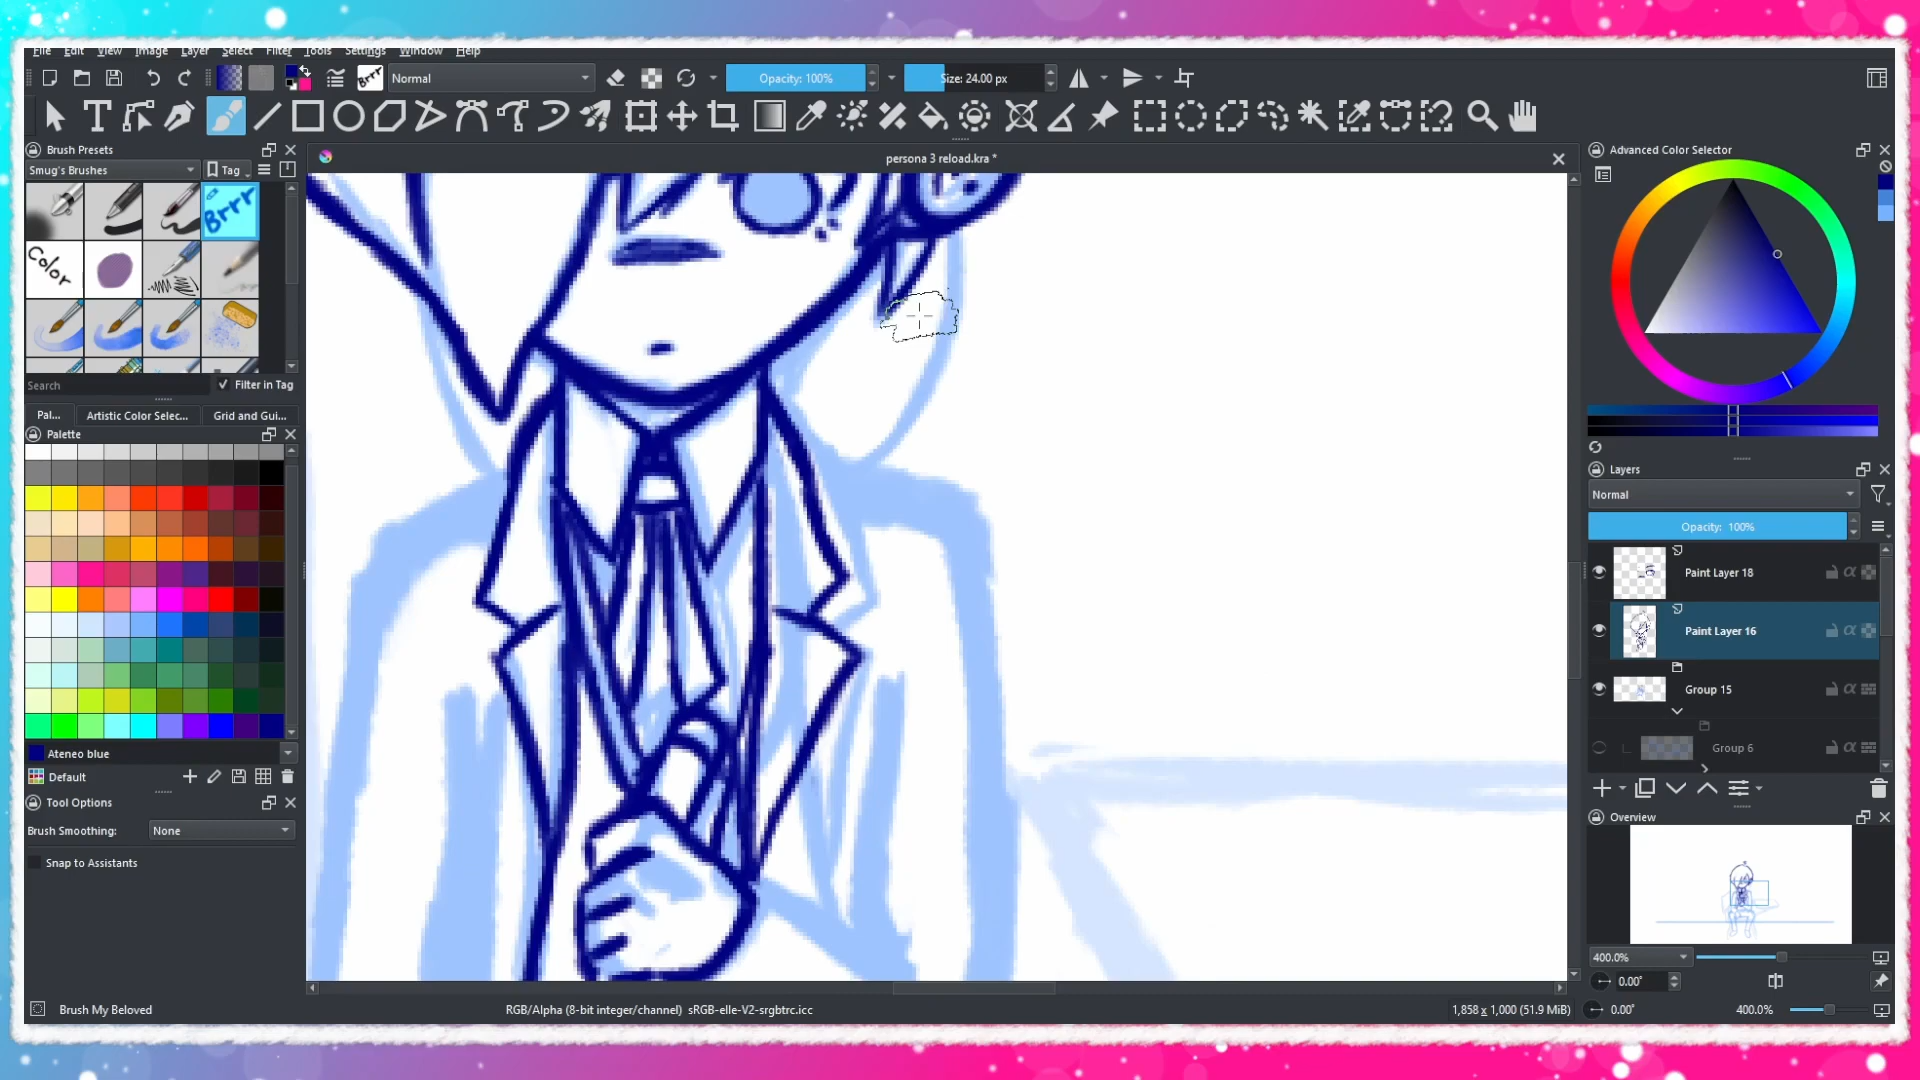 File Edit View Image Layer Select Filter Tools Settings Window Help
Brrr Normal Opacity: 100% Size: 24.00 px
Brush Presets
persona 3 reload.kra *
Advanced Color Selector
Smug's Brushes Tag
Brrr
Color
Search Filter in Tag
Pal... Artistic Color Selec... Grid and Gui...
Palette
Layers
Normal
Opacity: 100%
Paint Layer 18
Paint Layer 16
Group 15
Group 6
Ateneo blue
Default
Tool Options
Brush Smoothing: None
Snap to Assistants
Overview
400.0%
0.00°
Brush My Beloved
RGB/Alpha (8-bit integer/channel) sRGB-elle-V2-srgbtrc.icc
1,858 x 1,000 (51.9 MiB)
0.00°
400.0%